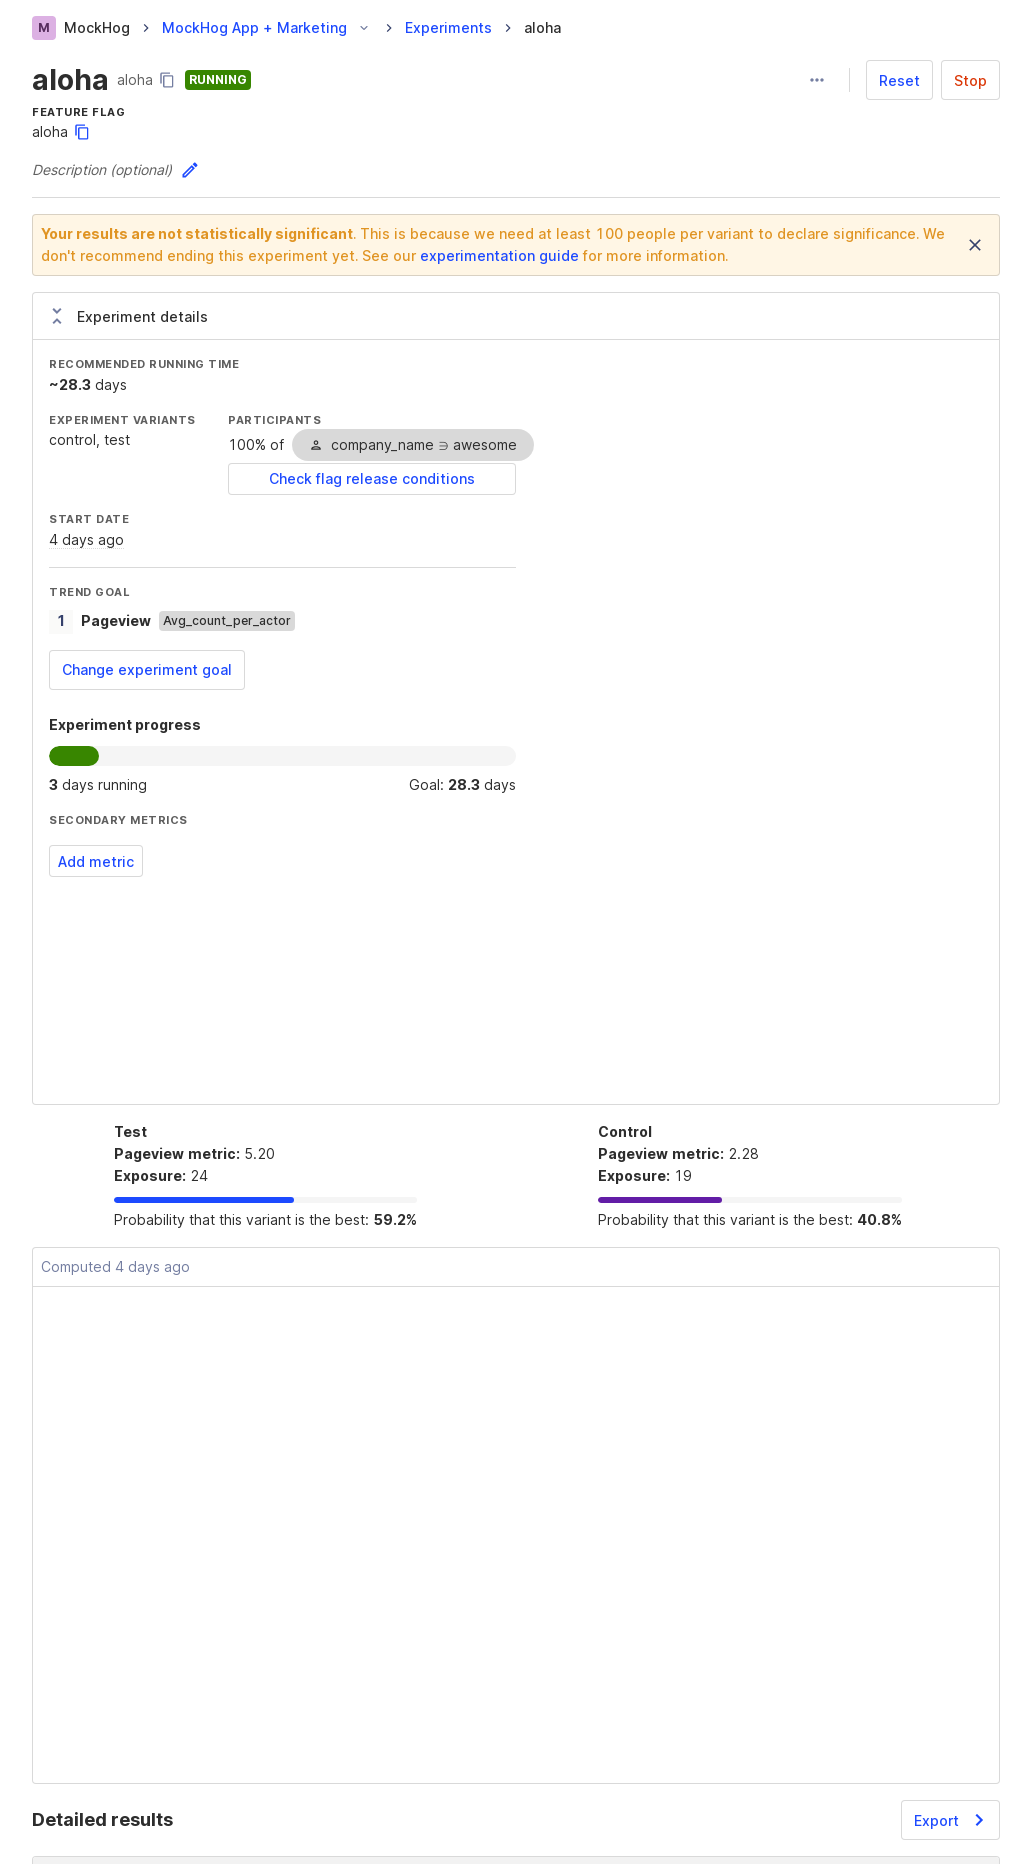 M MockHog > MockHog App + Marketing > Experiments > aloha
aloha aloha RUNNING ··· Reset Stop
FEATURE FLAG
aloha
Description (optional)
Your results are not statistically significant. This is because we need at least 100 people per variant to declare significance. We
don't recommend ending this experiment yet. See our experimentation guide for more information.
Experiment details
RECOMMENDED RUNNING TIME
~28.3 days
EXPERIMENT VARIANTS PARTICIPANTS
control, test
100% of company_name ∋ awesome
Check flag release conditions
START DATE
4 days ago
TREND GOAL
1 Pageview Avg_count_per_actor
Change experiment goal
Experiment progress
3 days running Goal: 28.3 days
SECONDARY METRICS
Add metric
Test
Pageview metric: 5.20
Exposure: 24
Probability that this variant is the best: 59.2%
Control
Pageview metric: 2.28
Exposure: 19
Probability that this variant is the best: 40.8%
Computed 4 days ago
Detailed results Export